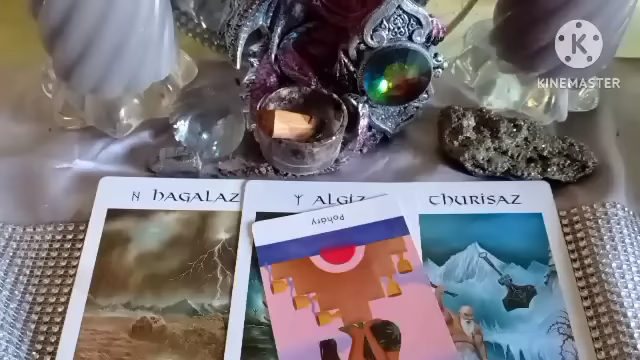 K
KINEMASTER
ᚺ HAGALAZ
ᛉ ALGIZ
THURISAZ
Poháry